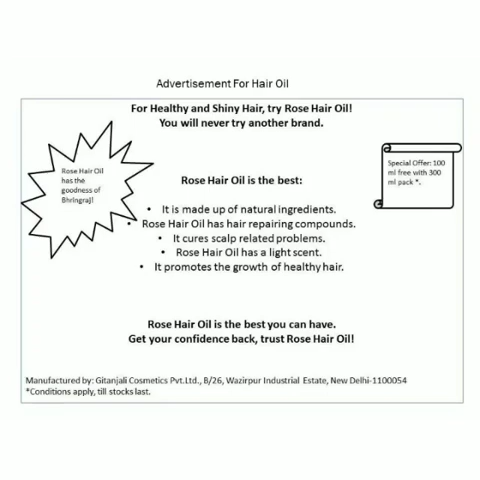 Advertisement For Hair Oil
For Healthy and Shiny Hair, try Rose Hair Oil!
You will never try another brand.
Rose Hair Oil
has the
goodness of
Bhringraj!
Special Offer: 100
ml free with 300
ml pack *.
Rose Hair Oil is the best:
• It is made up of natural ingredients.
• Rose Hair Oil has hair repairing compounds.
• It cures scalp related problems.
• Rose Hair Oil has a light scent.
• It promotes the growth of healthy hair.
Rose Hair Oil is the best you can have.
Get your confidence back, trust Rose Hair Oil!
Manufactured by: Gitanjali Cosmetics Pvt.Ltd., B/26, Wazirpur Industrial Estate, New Delhi-1100054
*Conditions apply, till stocks last.